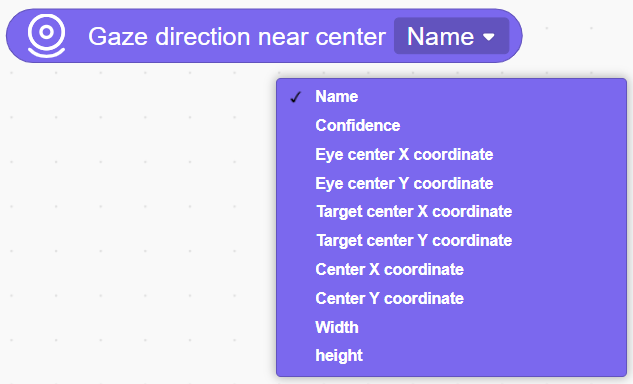 Gaze direction near center Name
Name
Confidence
Eye center X coordinate
Eye center Y coordinate
Target center X coordinate
Target center Y coordinate
Center X coordinate
Center Y coordinate
Width
height